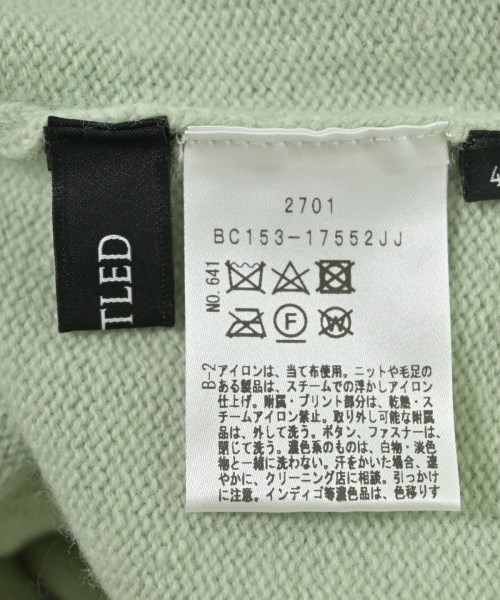 TLED
4
2701
BC153-17552JJ
NO.641
F
W
B-2
アイロンは、当て布使用。ニットや毛足の
ある製品は、スチームでの浮かしアイロン
仕上げ。附属・プリント部分は、乾熱・ス
チームアイロン禁止。取り外し可能な附属
品は、外して洗う。ボタン、ファスナーは、
閉じて洗う。濃色系のものは、白物・淡色
物と一緒に洗わない。汗をかいた場合、速
やかに、クリーニング店に相談。引っかけ
に注意。インディゴ等濃色品は、色移りす